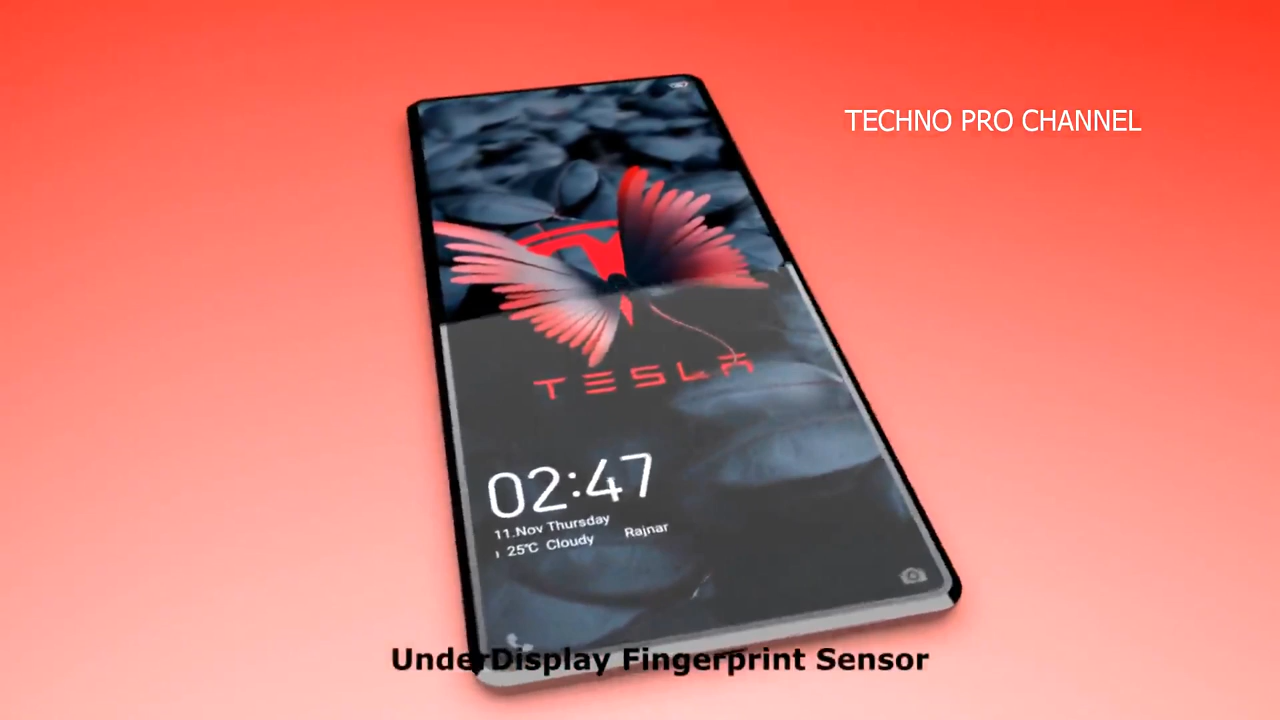 TECHNO PRO CHANNEL
TESLA
02:47
11.Nov Thursday
25℃ Cloudy Rajnar
UnderDisplay Fingerprint Sensor